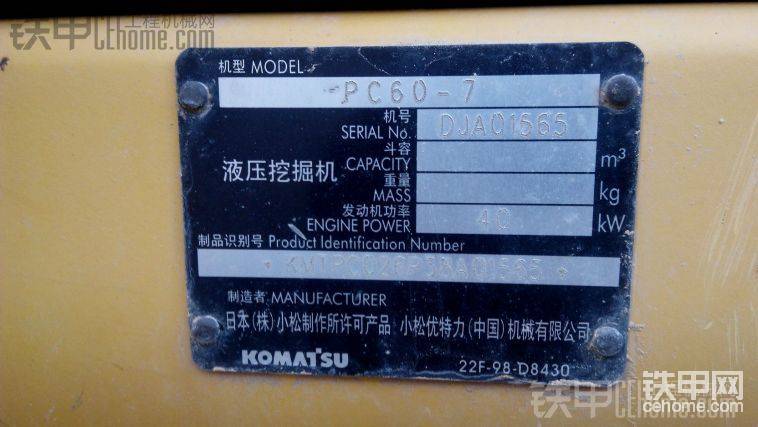 铁甲 工程机械网
cehome.com
机型 MODEL
PC60-7
机号
SERIAL No. DJA01565
斗容
CAPACITY m³
液压挖掘机
重量
MASS kg
发动机功率
ENGINE POWER 40 kW
制品识别号 Product Identification Number
制造者 MANUFACTURER
日本(株)小松制作所许可产品 小松优特力(中国)机械有限公司
KOMATSU
22F-98-D8430
铁甲网
cehome.com